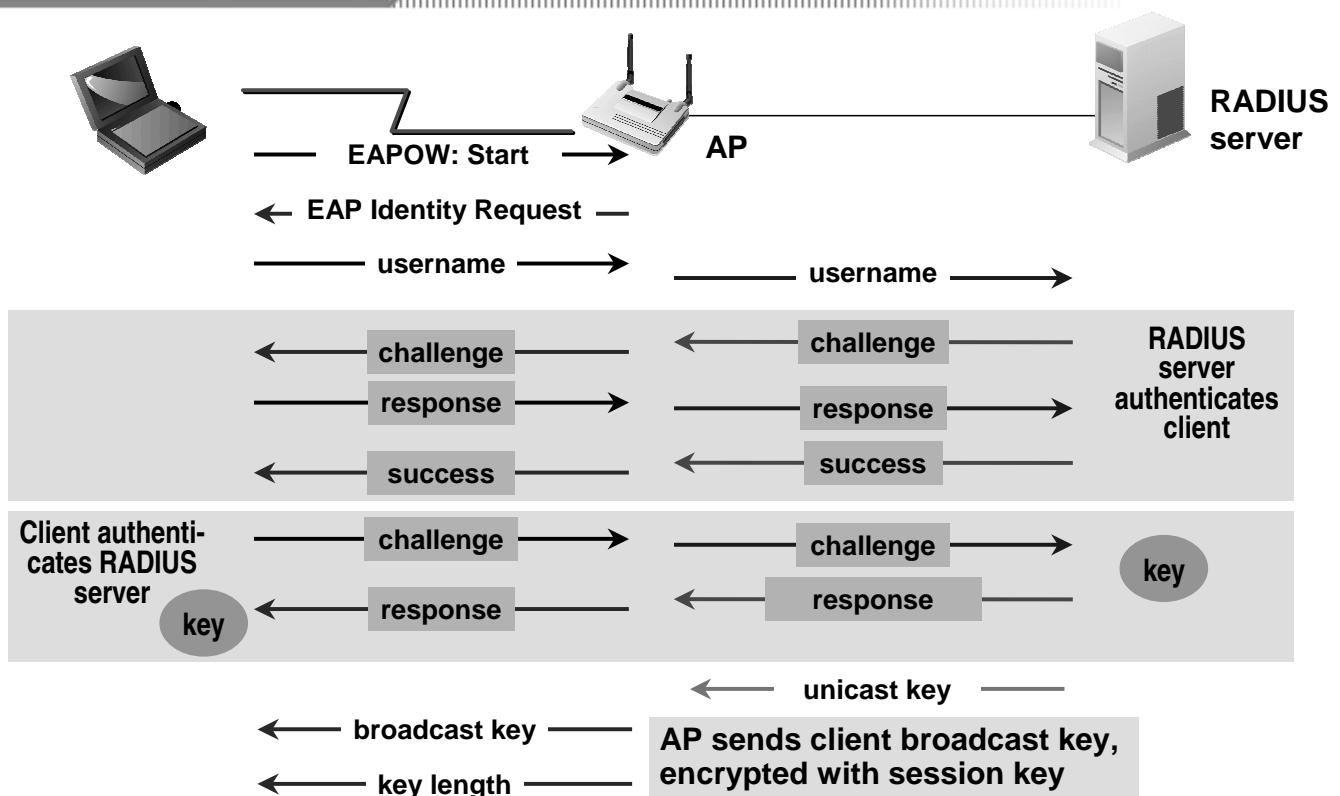 RADIUS
server
AP
EAPOW: Start
EAP Identity Request
username
username
challenge
challenge
RADIUS
server
authenticates
client
response
response
success
success
Client authenti-
cates RADIUS
server
challenge
challenge
key
response
response
key
unicast key
broadcast key
AP sends client broadcast key,
encrypted with session key
key length